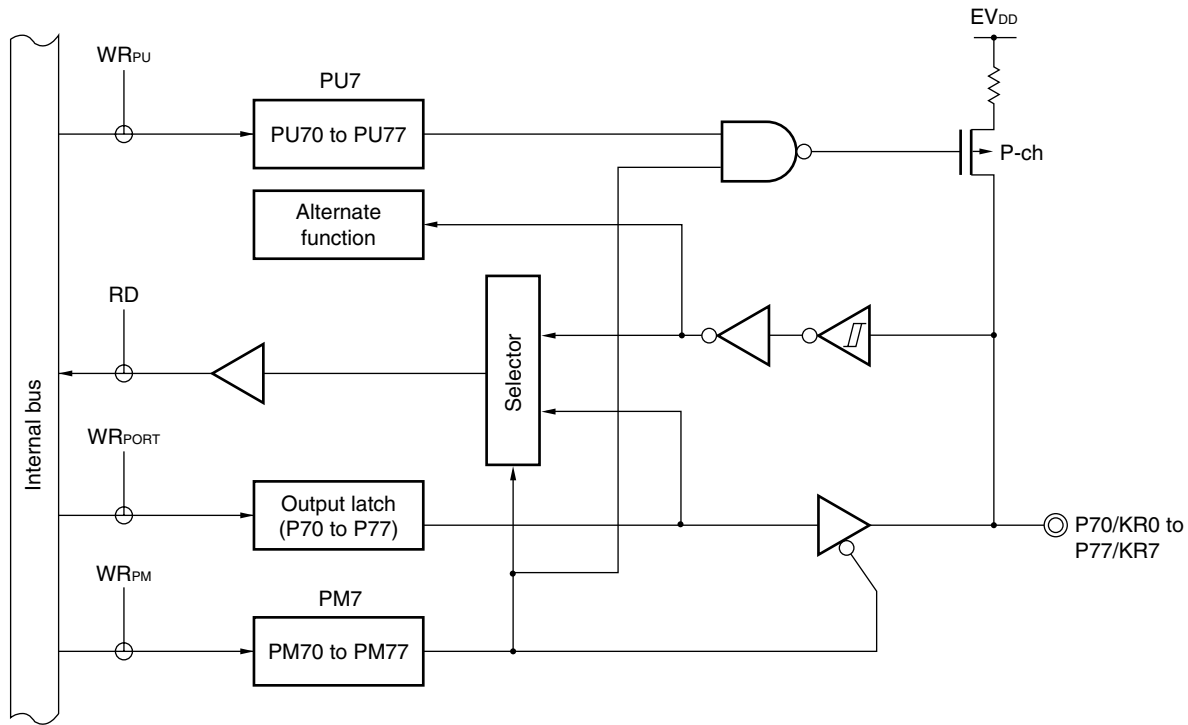 EVDD
WRPU
PU7
PU70 to PU77
P-ch
Alternate
function
RD
Selector
Internal bus
WRPORT
Output latch
(P70 to P77)
P70/KR0 to
P77/KR7
WRPM
PM7
PM70 to PM77